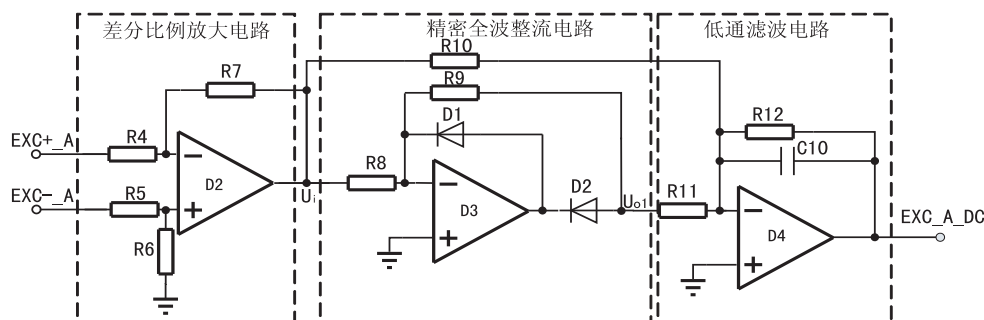 差分比例放大电路
精密全波整流电路
低通滤波电路
R10
R7
R9
D1
R12
EXC+_A
R4
C10
R8
D2
EXC-_A
R5
D2
Ui
D3
Uo1
R11
EXC_A_DC
R6
D4